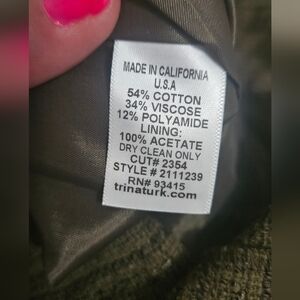 MADE IN CALIFORNIA
U.S.A
54% COTTON
34% VISCOSE
12% POLYAMIDE
LINING:
100% ACETATE
DRY CLEAN ONLY
CUT# 2354
STYLE # 2111239
RN# 93415
trinaturk.com